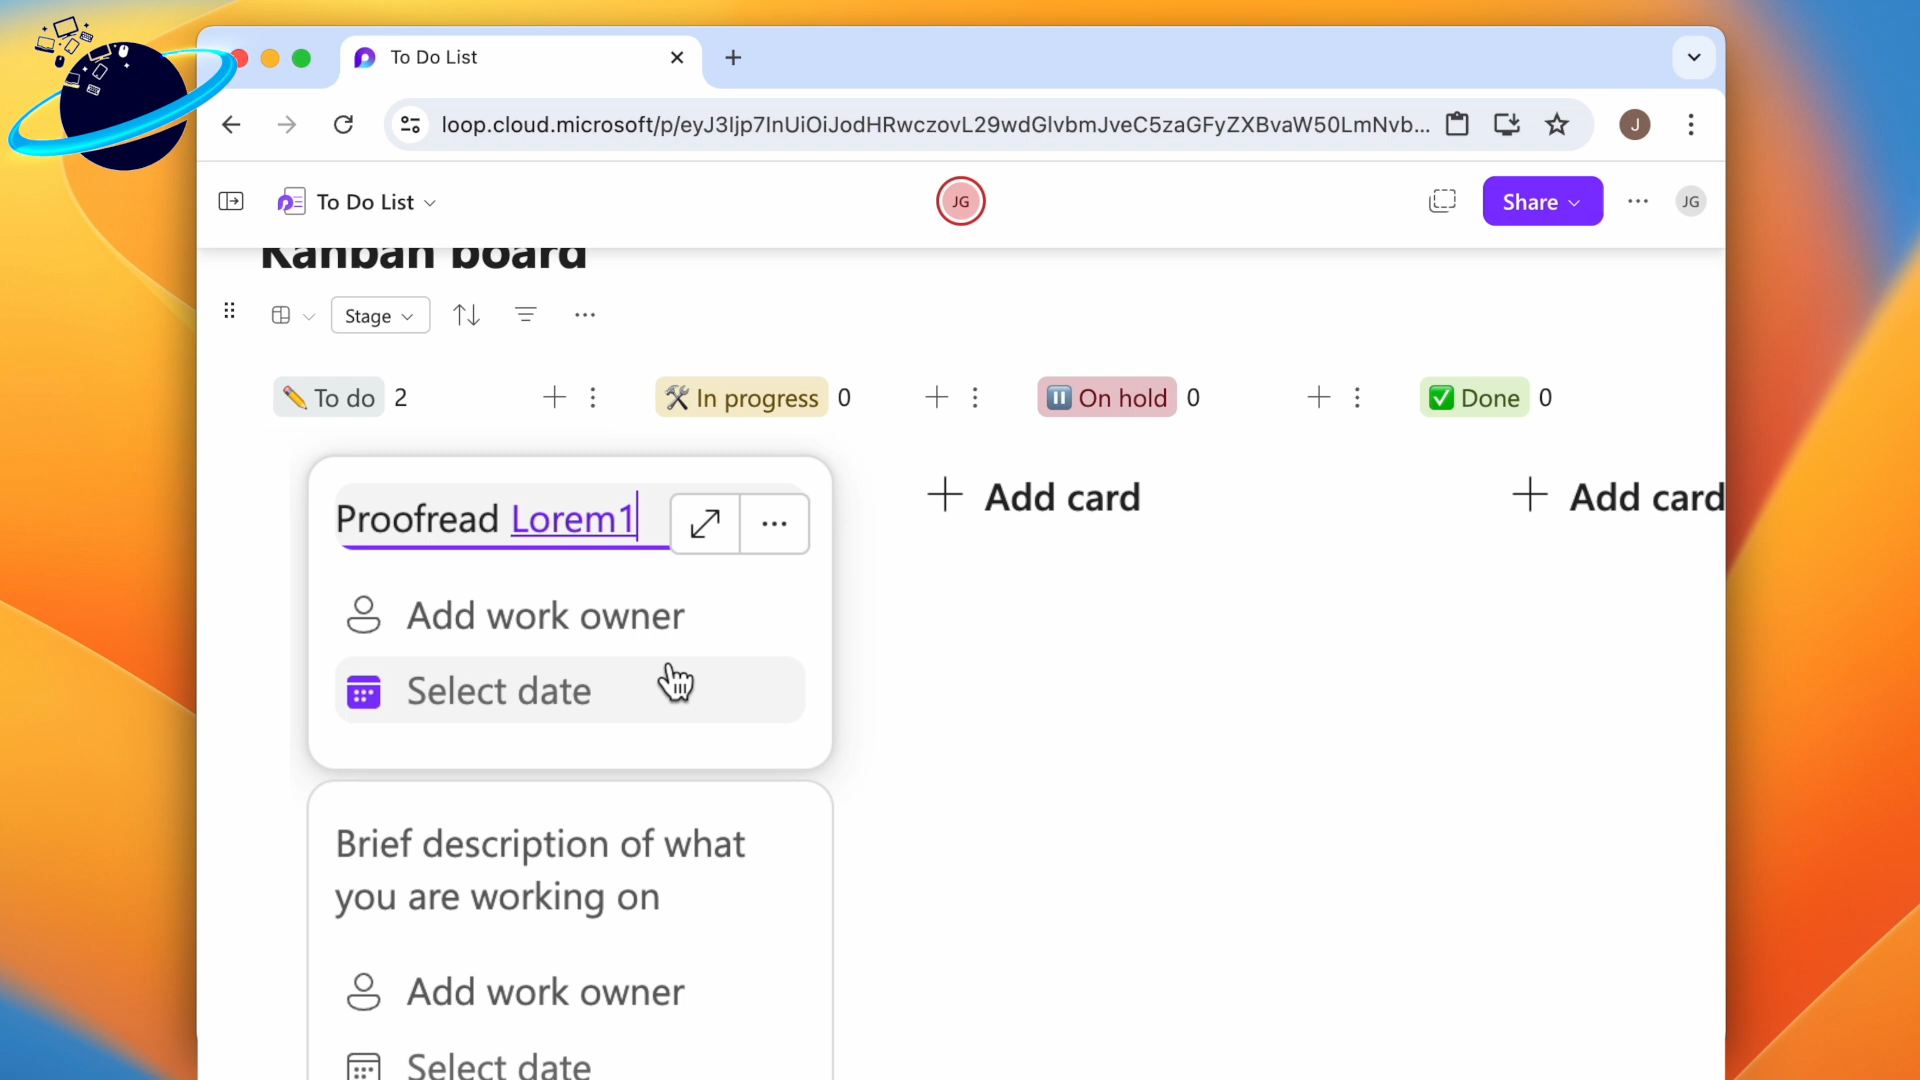 To Do List
loop.cloud.microsoft/p/eyJ3Ijp7InUiOiJodHRwczovL29wdGlvbmJveC5zaGFyZXBvaW50LmNvb...
J
To Do List
JG
Share
JG
Kanban board
Stage
To do 2
In progress 0
On hold 0
Done 0
Proofread Lorem1
Add work owner
Select date
Add card
Add card
Brief description of what
you are working on
Add work owner
Select date